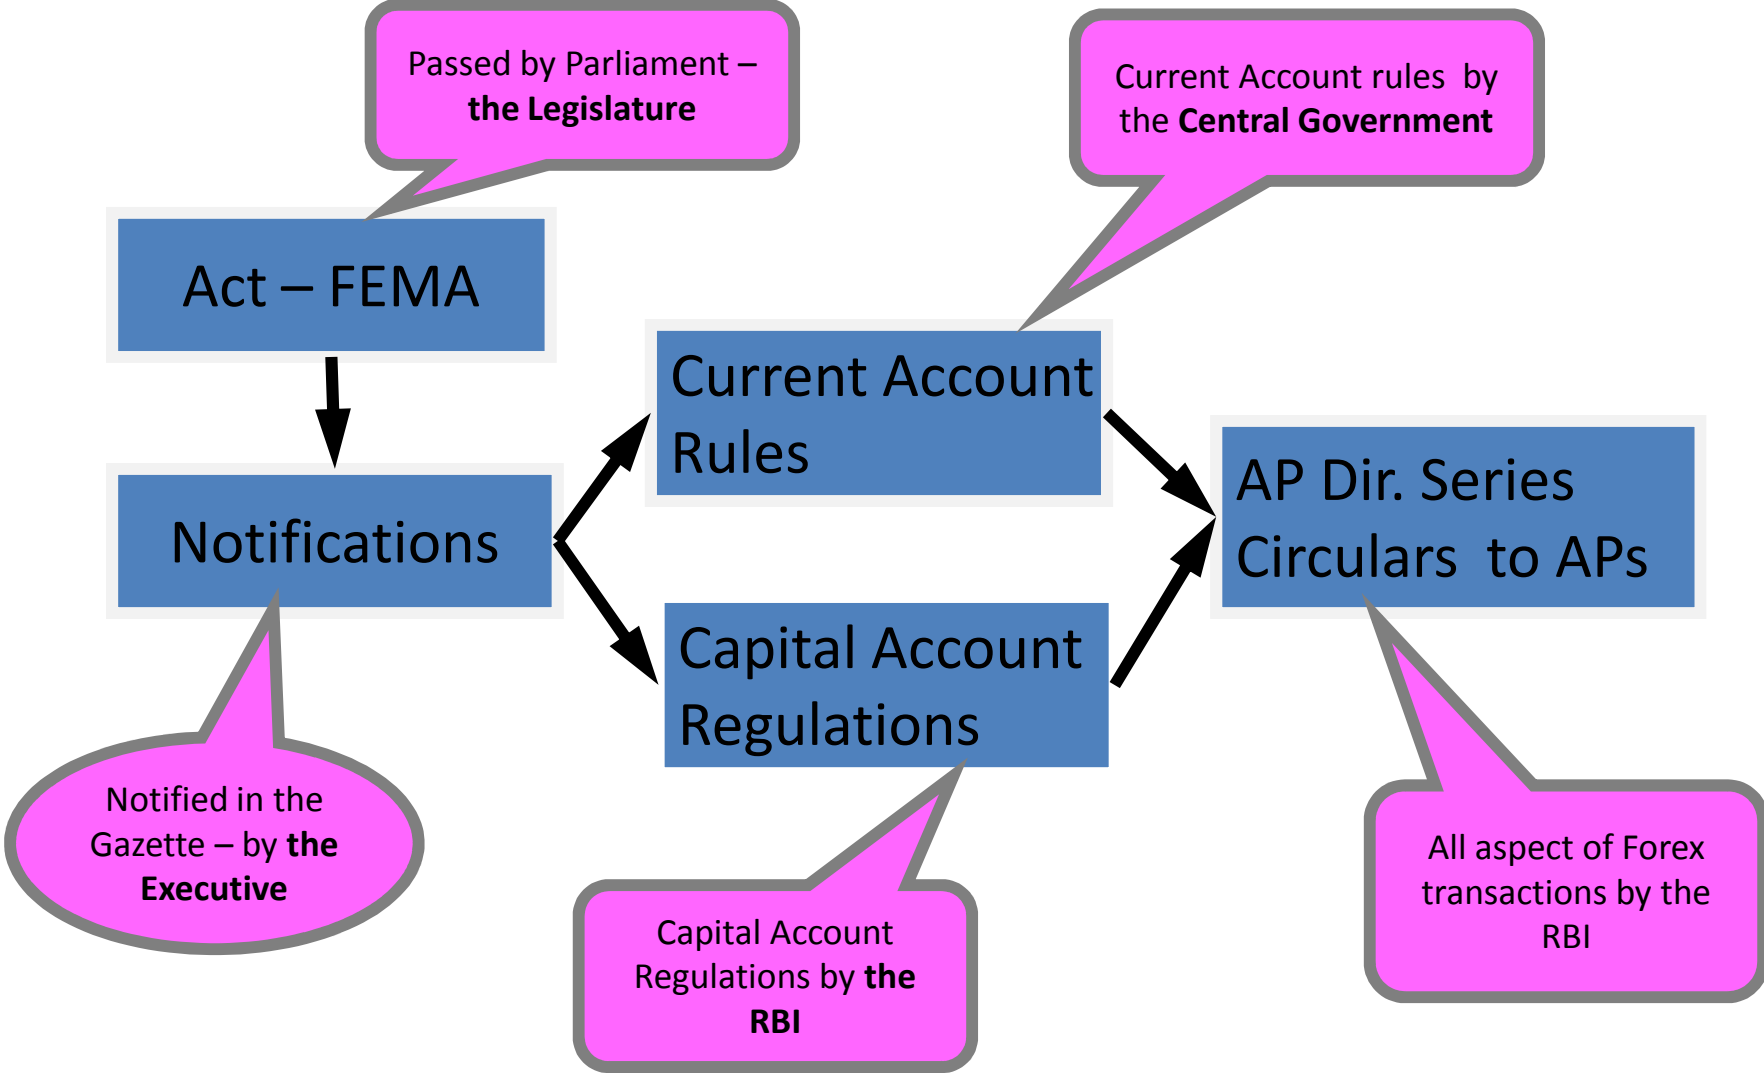 Passed by Parliament –
the Legislature
Current Account rules  by
the Central Government
Act – FEMA
Current Account
Rules
Notifications
AP Dir. Series
Circulars  to APs
Capital Account
Regulations
Notified in the
Gazette – by the
Executive
Capital Account
Regulations by the
RBI
All aspect of Forex
transactions by the
RBI